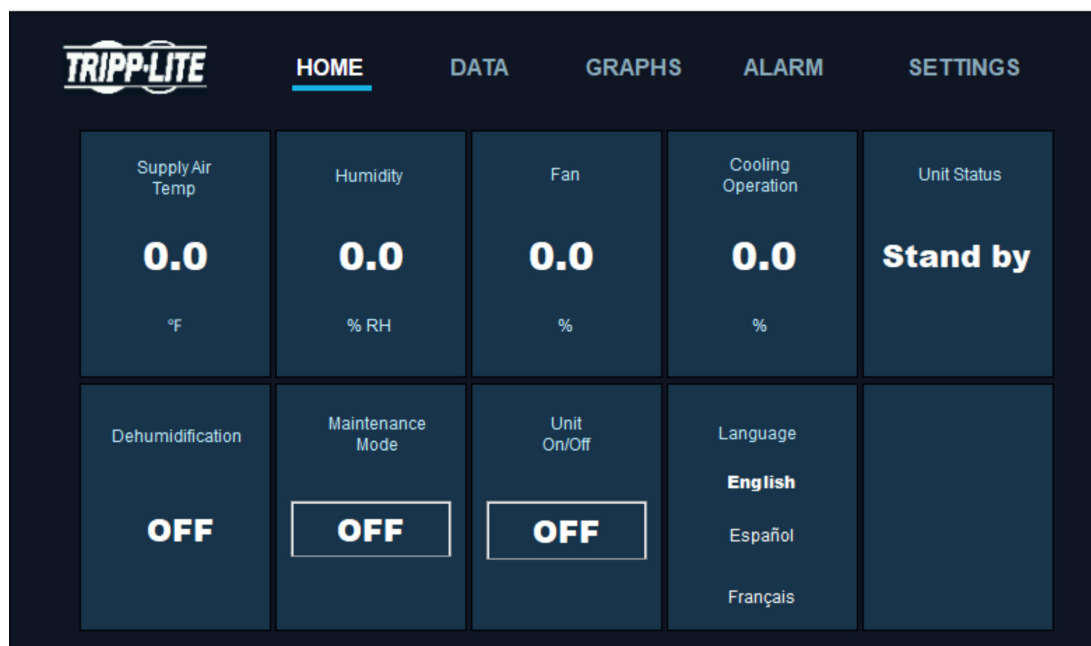 TRIPP·LITE
HOME
DATA
GRAPHS
ALARM
SETTINGS
Supply Air
Temp
0.0
°F
Humidity
0.0
% RH
Fan
0.0
%
Cooling
Operation
0.0
%
Unit Status
Stand by
Dehumidification
OFF
Maintenance
Mode
OFF
Unit
On/Off
OFF
Language
English
Español
Français